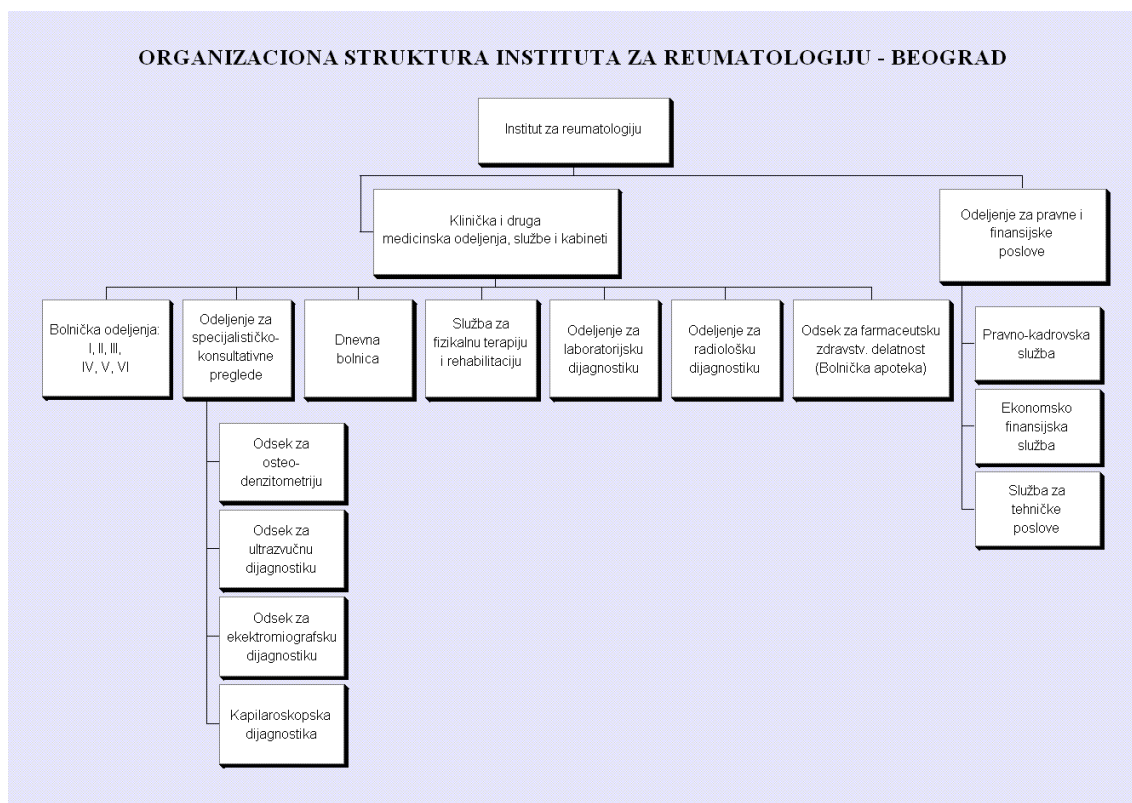 ORGANIZACIONA STRUKTURA INSTITUTA ZA REUMATOLOGIJU - BEOGRAD
Institut za reumatologiju
Klinička i druga
medicinska odeljenja, službe i kabineti
Odeljenje za pravne i
finansijske
poslove
Bolnička odeljenja:
I, II, III,
IV, V, VI
Odeljenje za
specijalističko-
konsultativne
preglede
Dnevna
bolnica
Služba za
fizikalnu terapiju
i rehabilitaciju
Odeljenje za
laboratorijsku
dijagnostiku
Odeljenje za
radiološku
dijagnostiku
Odsek za farmaceutsku
zdravstv. delatnost
(Bolnička apoteka)
Pravno-kadrovska
služba
Ekonomsko
finansijska
služba
Služba za
tehničke
poslove
Odsek za
osteo-
denzitometriju
Odsek za
ultrazvučnu
dijagnostiku
Odsek za
ekektromiografsku
dijagnostiku
Kapilaroskopska
dijagnostika